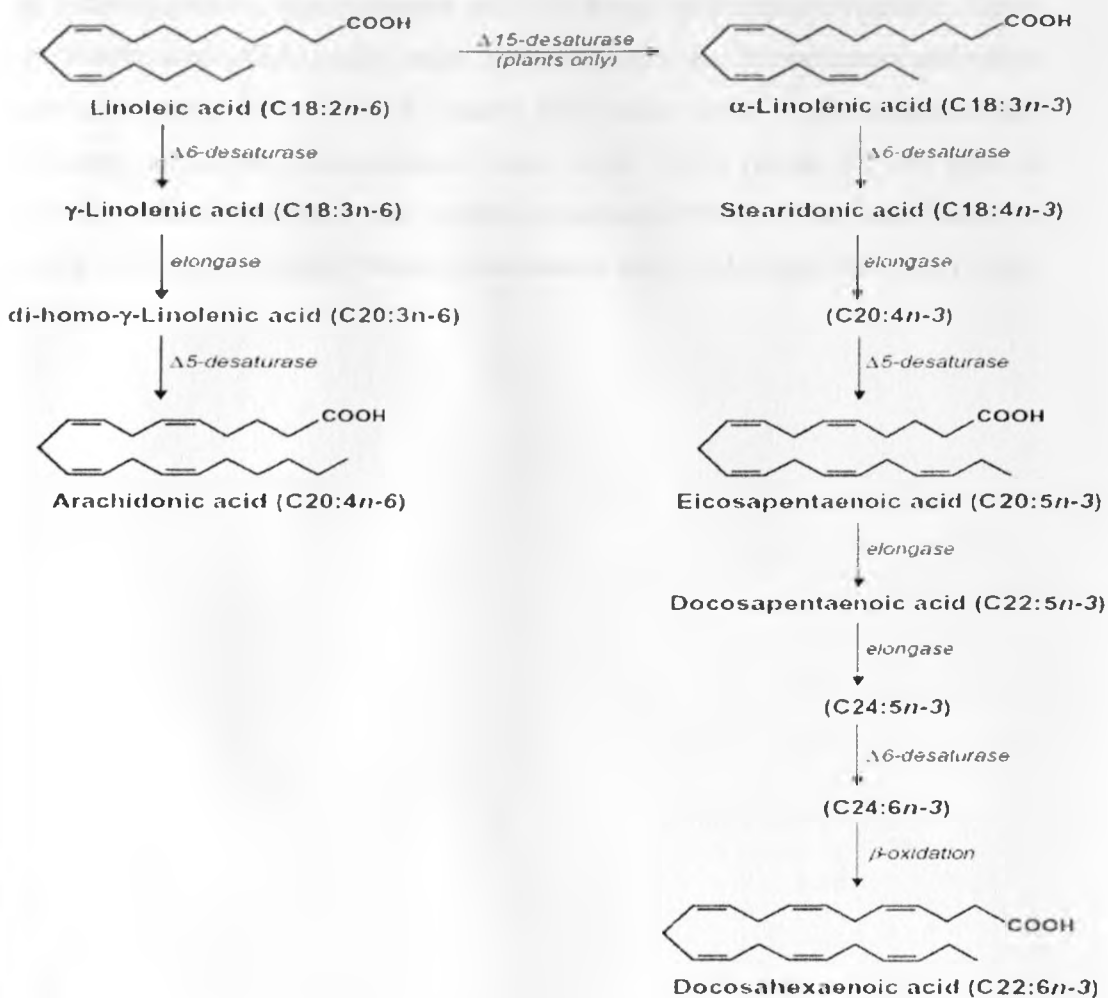 COOH
Δ15-desaturase
(plants only)
COOH
Linoleic acid (C18:2n-6)
α-Linolenic acid (C18:3n-3)
Δ6-desaturase
Δ6-desaturase
γ-Linolenic acid (C18:3n-6)
Stearidonic acid (C18:4n-3)
elongase
elongase
di-homo-γ-Linolenic acid (C20:3n-6)
(C20:4n-3)
Δ5-desaturase
Δ5-desaturase
COOH
COOH
Arachidonic acid (C20:4n-6)
Eicosapentaenoic acid (C20:5n-3)
elongase
Docosapentaenoic acid (C22:5n-3)
elongase
(C24:5n-3)
Δ6-desaturase
(C24:6n-3)
β-oxidation
COOH
Docosahexaenoic acid (C22:6n-3)